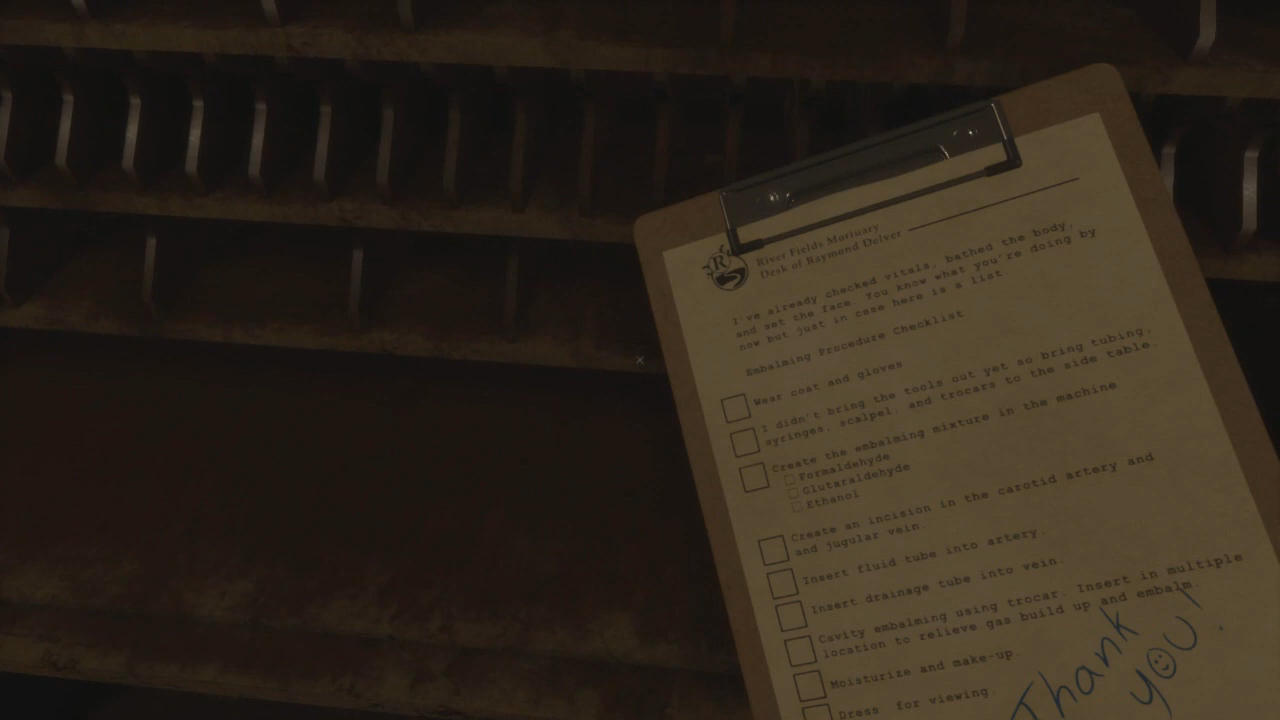 River Fields Mortuary
Desk of Raymond Delver
I've already checked vitals, bathed the body,
and set the face. You know what you're doing by
now but just in case here is a list
Embalming Procedure Checklist
Wear coat and gloves
I didn't bring the tools out yet so bring tubing,
syringes, scalpel, and trocars to the side table.
Create the embalming mixture in the machine
Formaldehyde
Glutaraldehyde
Ethanol
Create an incision in the carotid artery and
and jugular vein.
Insert fluid tube into artery.
Insert drainage tube into vein.
Cavity embalming using trocar. Insert in multiple
location to relieve gas build up and embalm.
Moisturize and make-up.
Dress for viewing.
Thank
you!